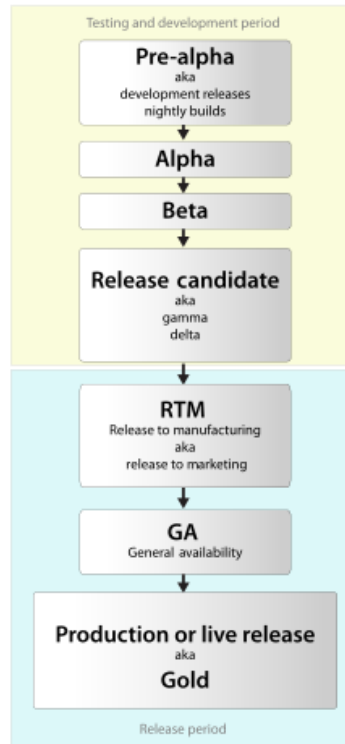 Testing and development period
Pre-alpha
aka
development releases
nightly builds
Alpha
Beta
Release candidate
aka
gamma
delta
RTM
Release to manufacturing
aka
release to marketing
GA
General availability
Production or live release
aka
Gold
Release period